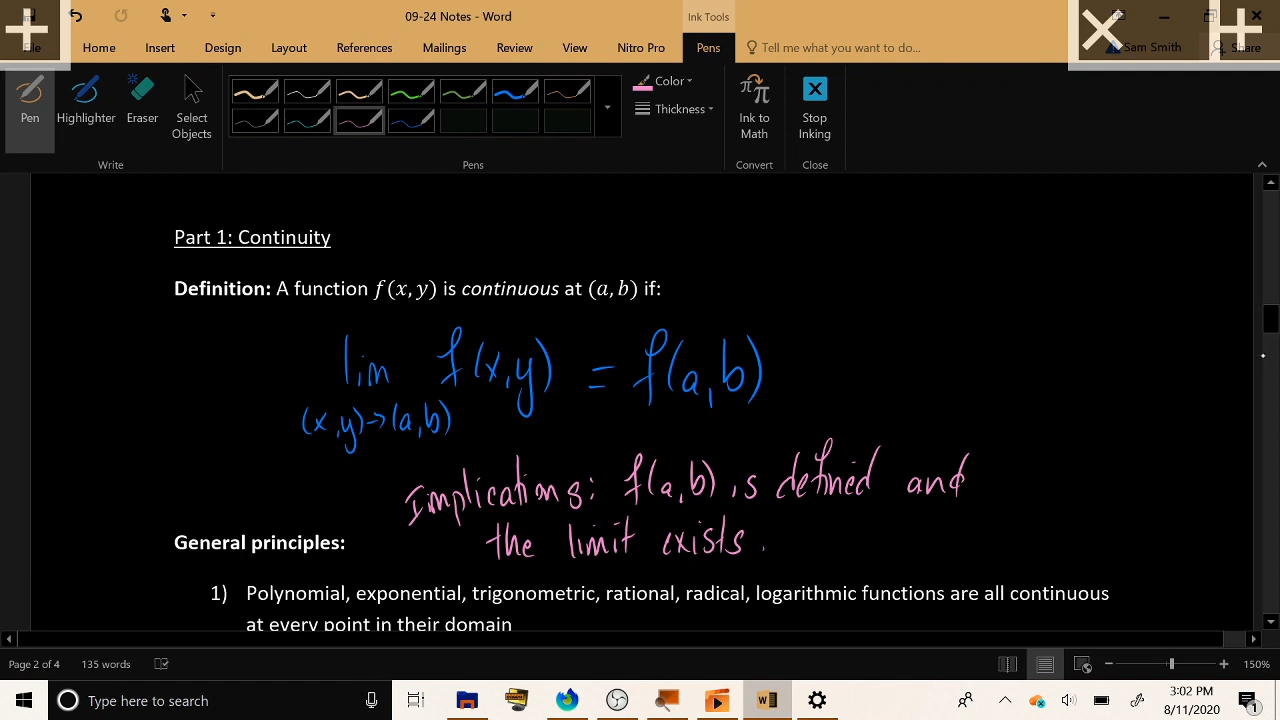 09-24 Notes - Word
Ink Tools
File Home Insert Design Layout References Mailings Review View Nitro Pro Pens Tell me what you want to do... Sam Smith Share
Pen Highlighter Eraser Select Objects
Color
Thickness
Ink to Math
Stop Inking
Write Pens Convert Close
Part 1: Continuity
Definition: A function f(x, y) is continuous at (a, b) if:
lim f(x,y) = f(a,b)
(x,y)→(a,b)
Implications: f(a,b) is defined and
the limit exists.
General principles:
1) Polynomial, exponential, trigonometric, rational, radical, logarithmic functions are all continuous
at every point in their domain
Page 2 of 4 135 words 150%
Type here to search
3:02 PM
8/11/2020
1